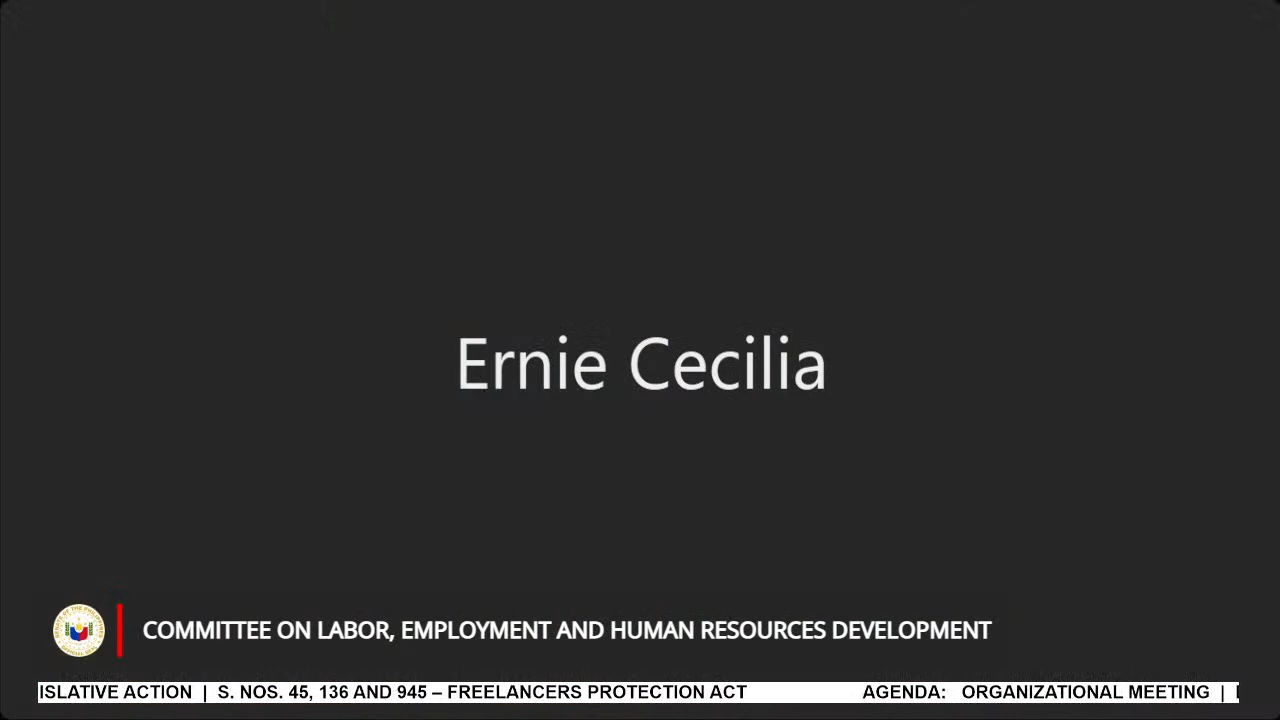 Ernie Cecilia
COMMITTEE ON LABOR, EMPLOYMENT AND HUMAN RESOURCES DEVELOPMENT
ISLATIVE ACTION | S. NOS. 45, 136 AND 945 – FREELANCERS PROTECTION ACT AGENDA: ORGANIZATIONAL MEETING |